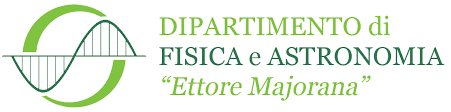 DIPARTIMENTO di
FISICA e ASTRONOMIA
“Ettore Majorana”